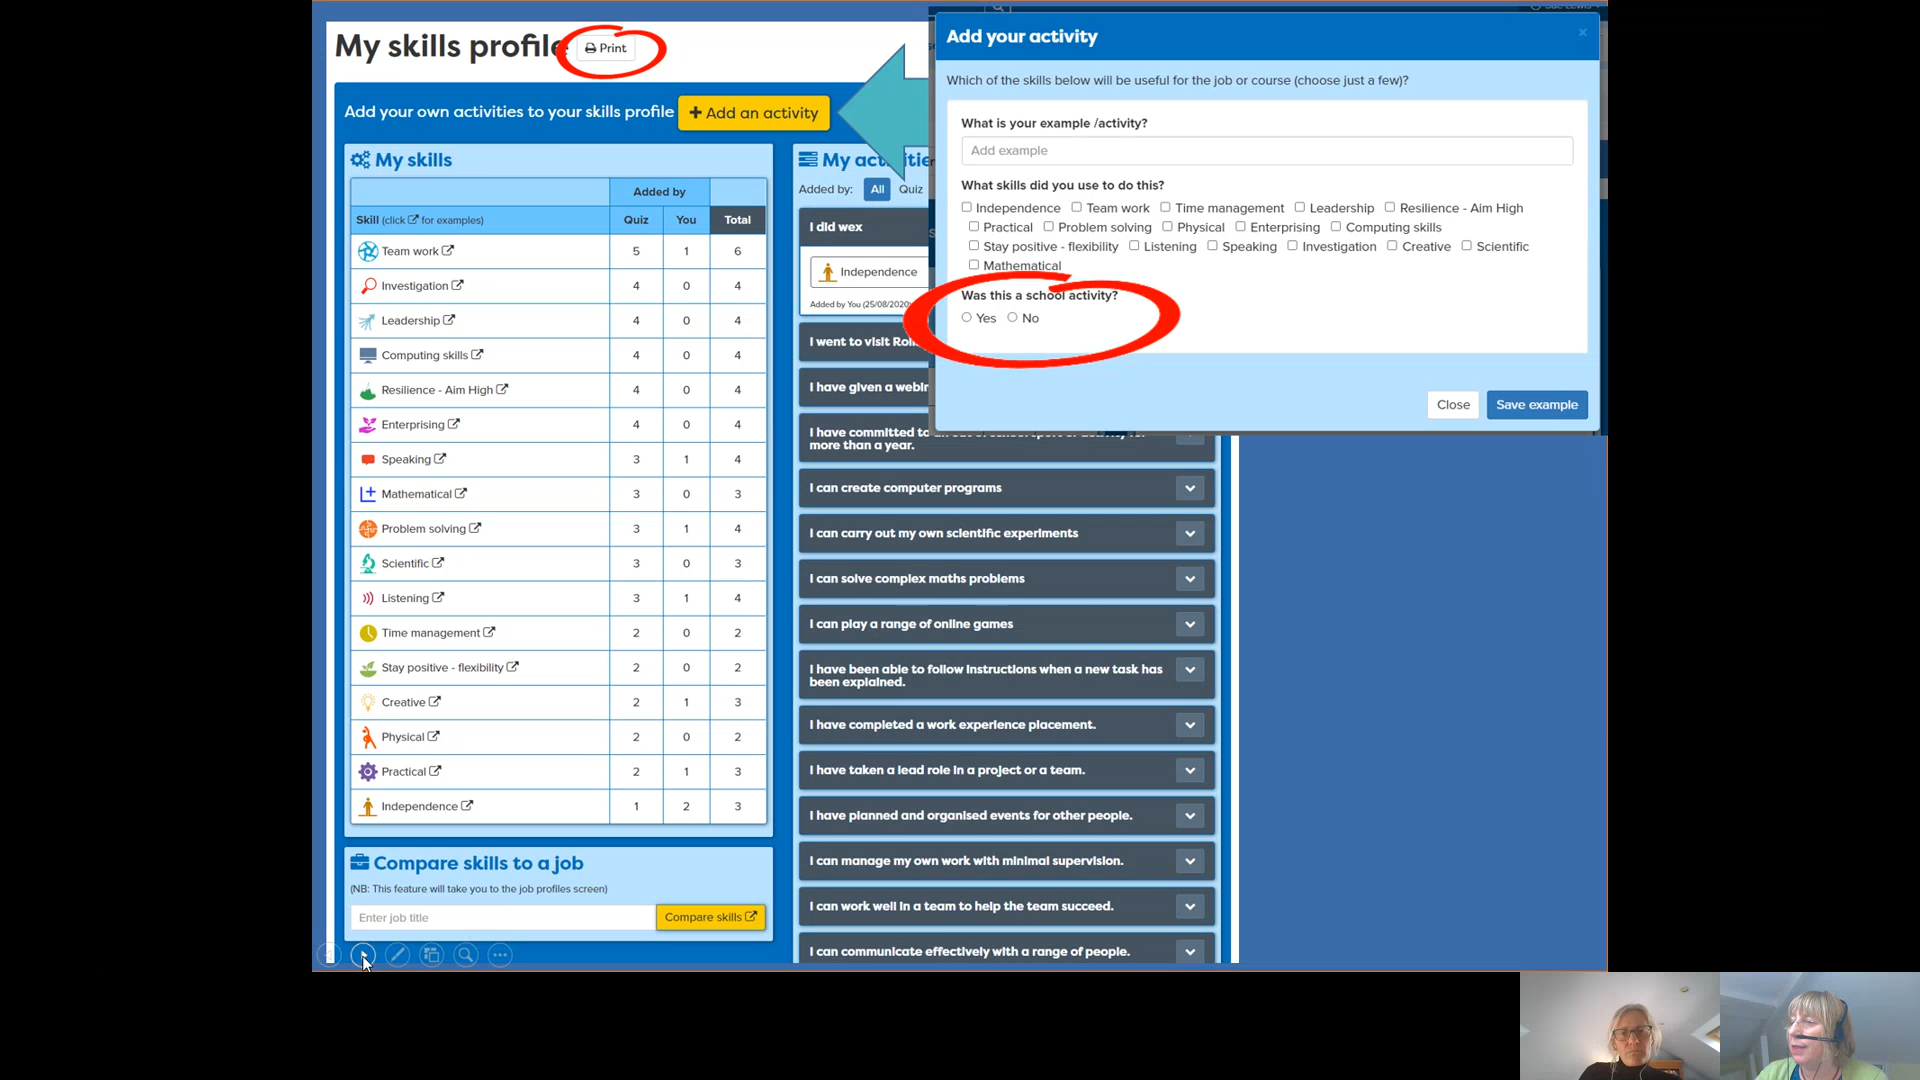 My skills profile
Print
Add your own activities to your skills profile
+ Add an activity
My skills
Added by
Skill (click for examples) Quiz You Total
Team work 5 1 6
Investigation 4 0 4
Leadership 4 0 4
Computing skills 4 0 4
Resilience - Aim High 4 0 4
Enterprising 4 0 4
Speaking 3 1 4
Mathematical 3 0 3
Problem solving 3 1 4
Scientific 3 0 3
Listening 3 1 4
Time management 2 0 2
Stay positive - flexibility 2 0 2
Creative 2 1 3
Physical 2 0 2
Practical 2 1 3
Independence 1 2 3
Compare skills to a job
(NB: This feature will take you to the job profiles screen)
Enter job title
Compare skills
My
Added by: All Quiz
I did wex
Independence
Added by You (25/08/2020
I went to visit
I have given a
I have committed to
more than a year.
I can create computer programs
I can carry out my own scientific experiments
I can solve complex maths problems
I can play a range of online games
I have been able to follow instructions when a new task has
been explained.
I have completed a work experience placement.
I have taken a lead role in a project or a team.
I have planned and organised events for other people.
I can manage my own work with minimal supervision.
I can work well in a team to help the team succeed.
I can communicate effectively with a range of people.
Add your activity
×
Which of the skills below will be useful for the job or course (choose just a few)?
What is your example /activity?
Add example
What skills did you use to do this?
Independence Team work Time management Leadership Resilience - Aim High
Practical Problem solving Physical Enterprising Computing skills
Stay positive - flexibility Listening Speaking Investigation Creative Scientific
Mathematical
Was this a school activity?
Yes No
Close
Save example